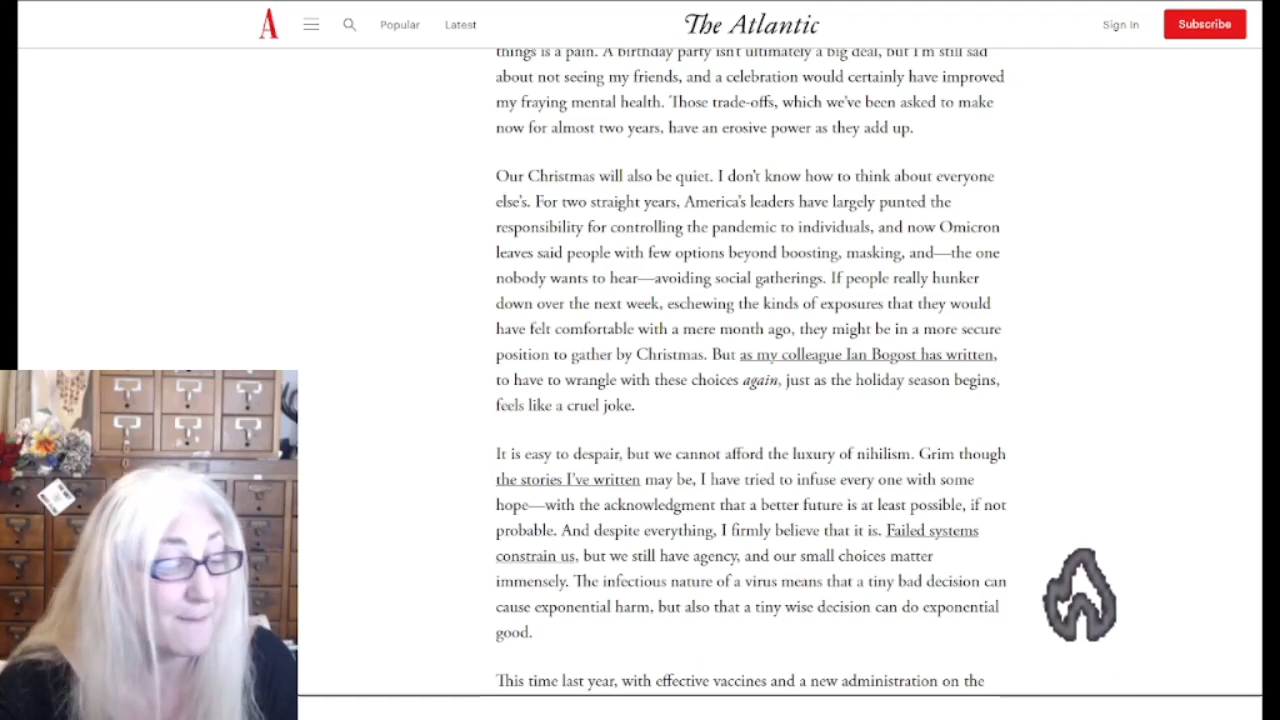 A
Popular
Latest
The Atlantic
Sign In
Subscribe
things is a pain. A birthday party isn't ultimately a big deal, but I'm still sad
about not seeing my friends, and a celebration would certainly have improved
my fraying mental health. Those trade-offs, which we've been asked to make
now for almost two years, have an erosive power as they add up.
Our Christmas will also be quiet. I don't know how to think about everyone
else's. For two straight years, America's leaders have largely punted the
responsibility for controlling the pandemic to individuals, and now Omicron
leaves said people with few options beyond boosting, masking, and—the one
nobody wants to hear—avoiding social gatherings. If people really hunker
down over the next week, eschewing the kinds of exposures that they would
have felt comfortable with a mere month ago, they might be in a more secure
position to gather by Christmas. But as my colleague Ian Bogost has written,
to have to wrangle with these choices again, just as the holiday season begins,
feels like a cruel joke.
It is easy to despair, but we cannot afford the luxury of nihilism. Grim though
the stories I've written may be, I have tried to infuse every one with some
hope—with the acknowledgment that a better future is at least possible, if not
probable. And despite everything, I firmly believe that it is. Failed systems
constrain us, but we still have agency, and our small choices matter
immensely. The infectious nature of a virus means that a tiny bad decision can
cause exponential harm, but also that a tiny wise decision can do exponential
good.
This time last year, with effective vaccines and a new administration on the